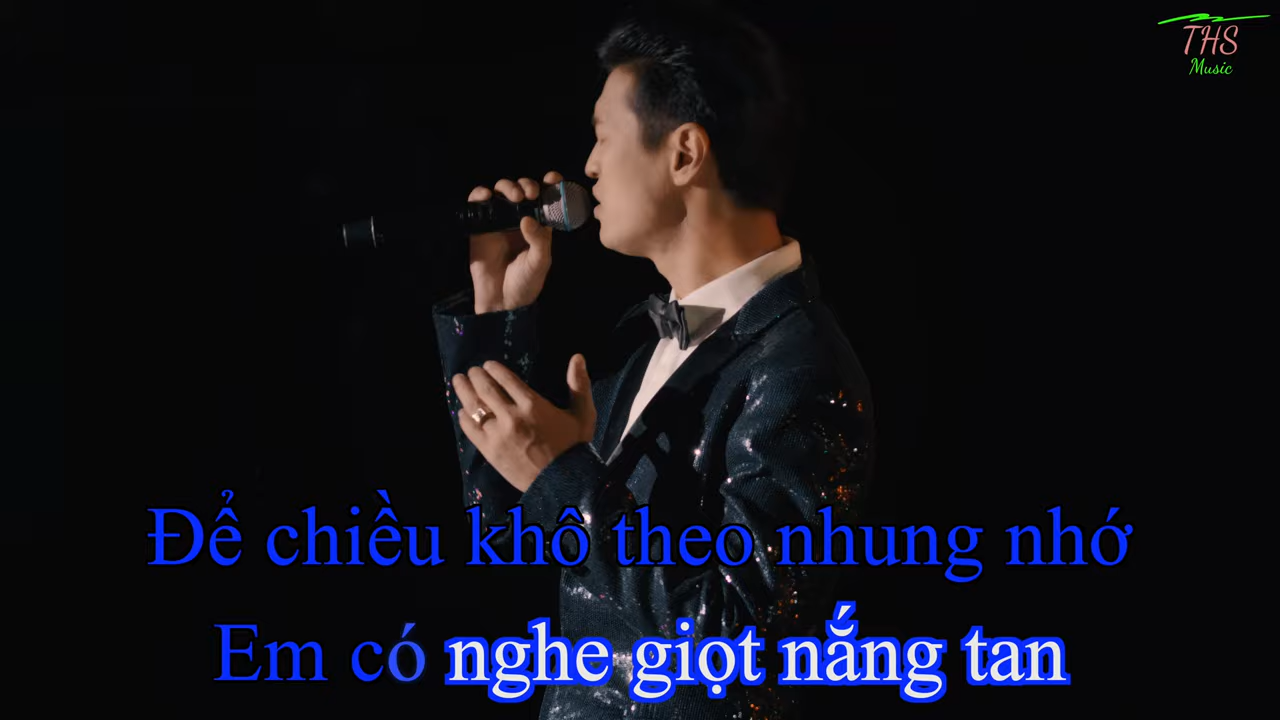 THS
Music
Để chiều khô theo nhung nhớ
Em có nghe giọt nắng tan